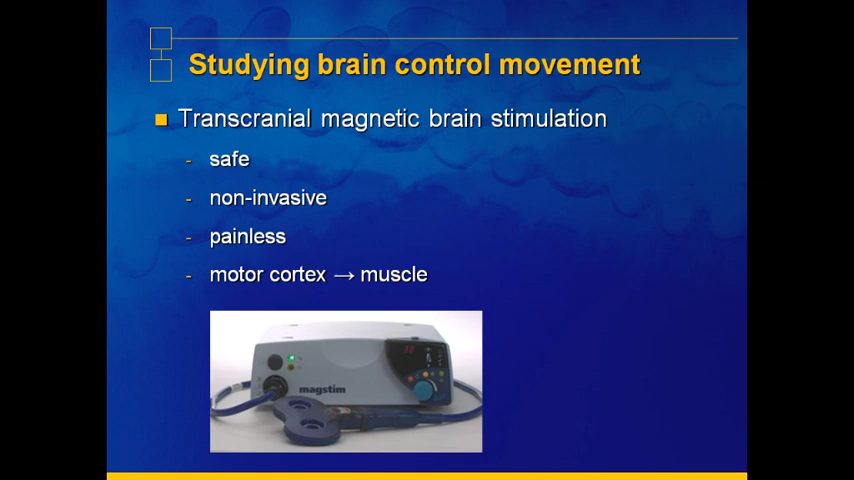 Studying brain control movement
Transcranial magnetic brain stimulation
- safe
- non-invasive
- painless
- motor cortex → muscle
magstim